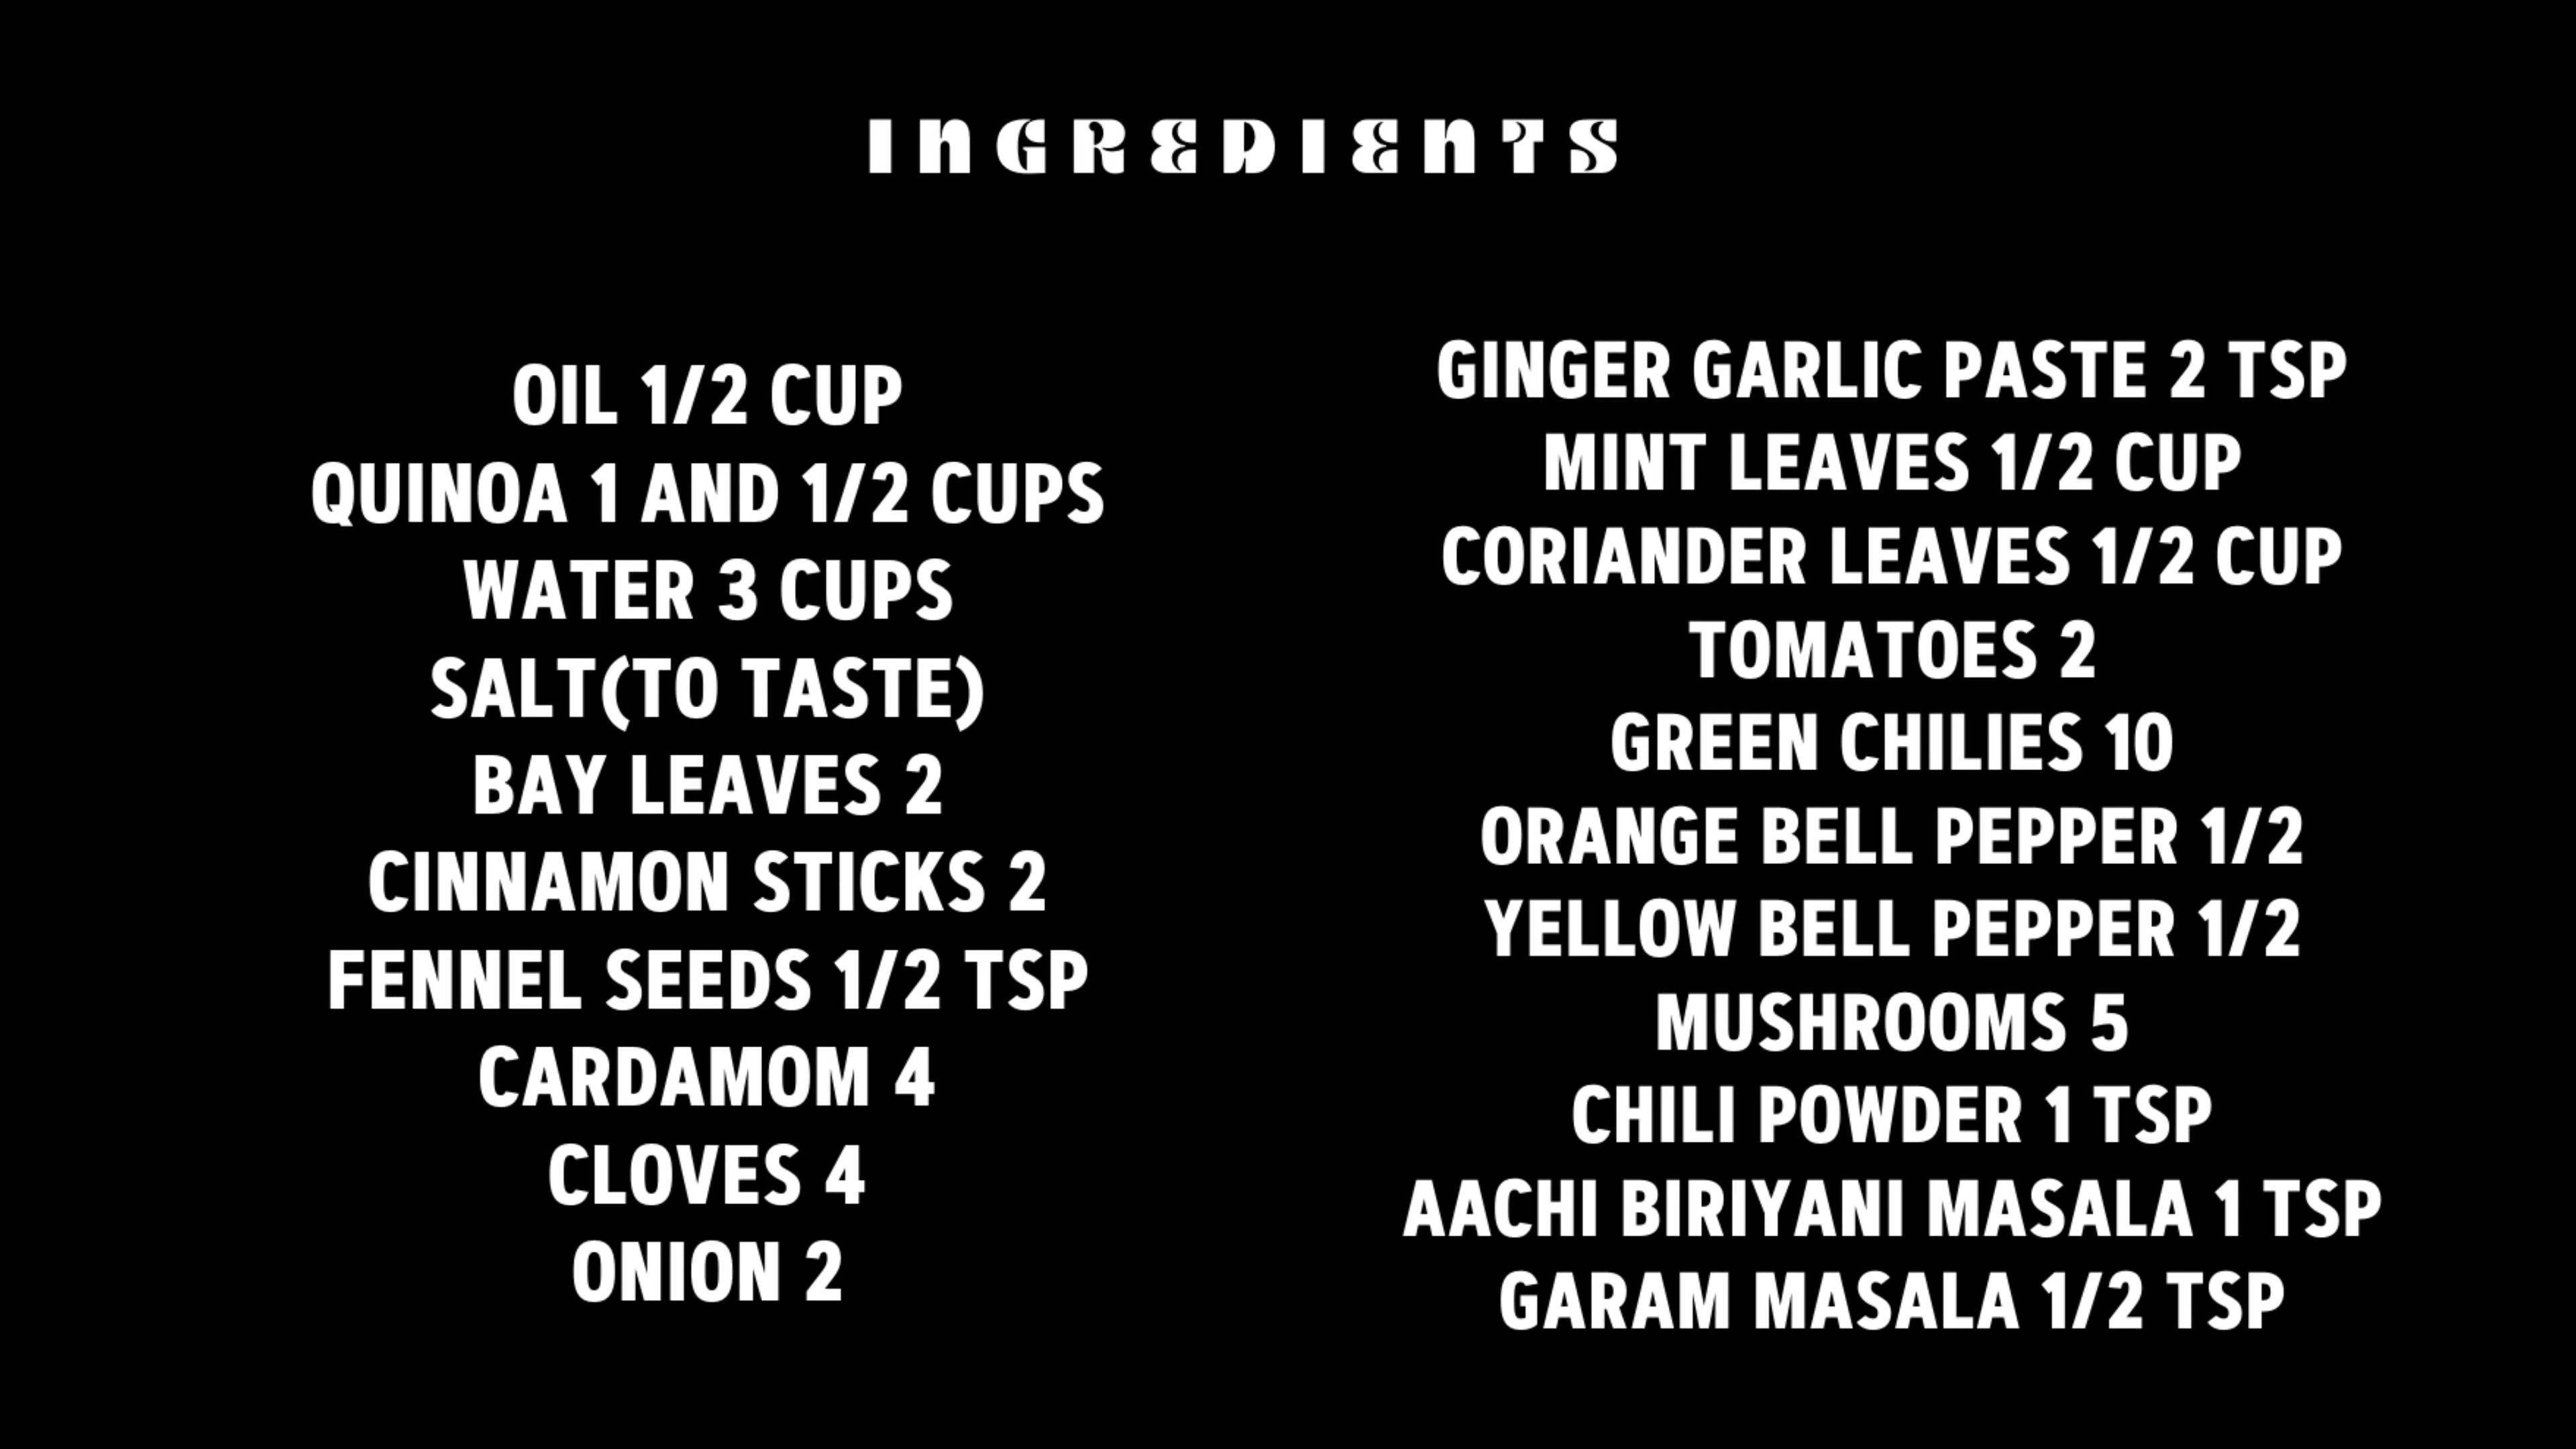 INGREDIENTS
OIL 1/2 CUP
QUINOA 1 AND 1/2 CUPS
WATER 3 CUPS
SALT(TO TASTE)
BAY LEAVES 2
CINNAMON STICKS 2
FENNEL SEEDS 1/2 TSP
CARDAMOM 4
CLOVES 4
ONION 2
GINGER GARLIC PASTE 2 TSP
MINT LEAVES 1/2 CUP
CORIANDER LEAVES 1/2 CUP
TOMATOES 2
GREEN CHILIES 10
ORANGE BELL PEPPER 1/2
YELLOW BELL PEPPER 1/2
MUSHROOMS 5
CHILI POWDER 1 TSP
AACHI BIRIYANI MASALA 1 TSP
GARAM MASALA 1/2 TSP